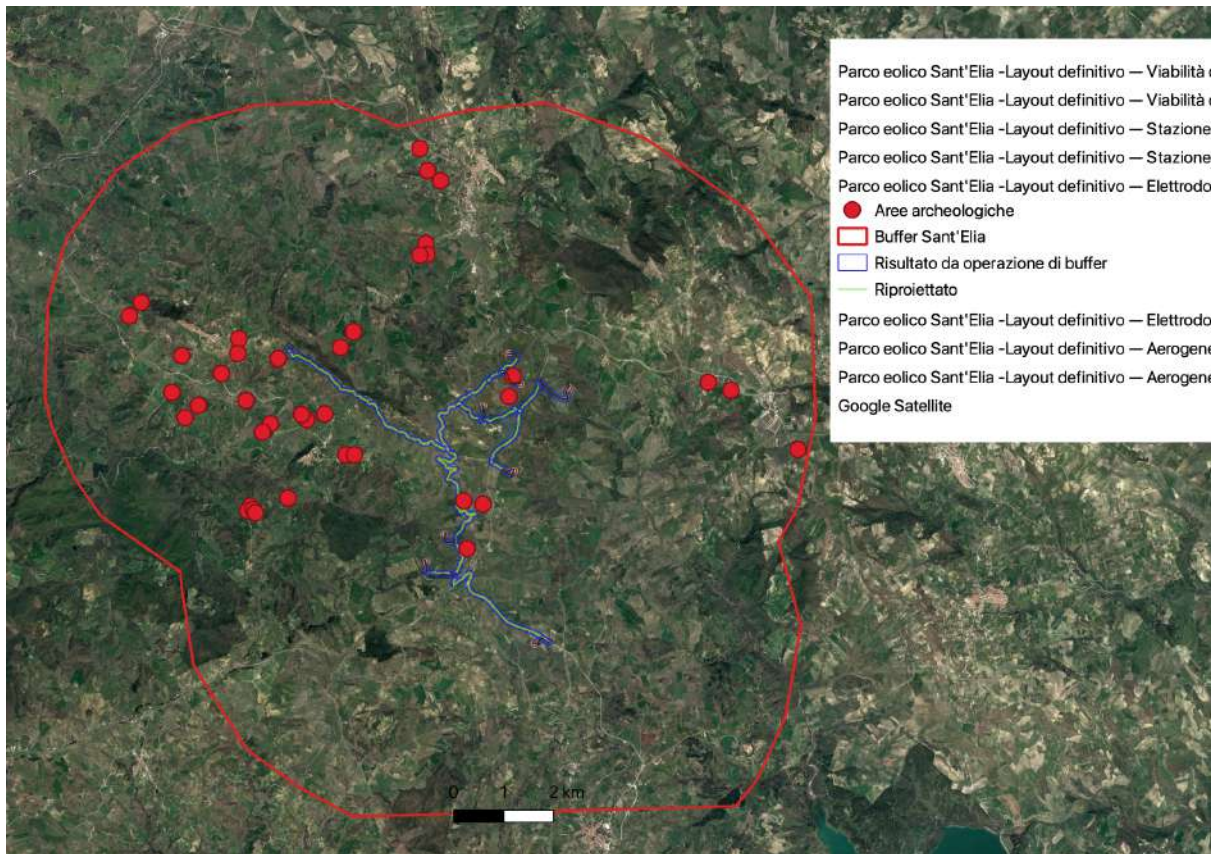 Parco eolico Sant'Elia -Layout definitivo — Viabilità
Parco eolico Sant'Elia -Layout definitivo — Viabilità
Parco eolico Sant'Elia -Layout definitivo — Stazione
Parco eolico Sant'Elia -Layout definitivo — Stazione
Parco eolico Sant'Elia -Layout definitivo — Elettrodo
Aree archeologiche
Buffer Sant'Elia
Risultato da operazione di buffer
Riproiettato
Parco eolico Sant'Elia -Layout definitivo — Elettrodo
Parco eolico Sant'Elia -Layout definitivo — Aerogene
Parco eolico Sant'Elia -Layout definitivo — Aerogene
Google Satellite
0 1 2 km